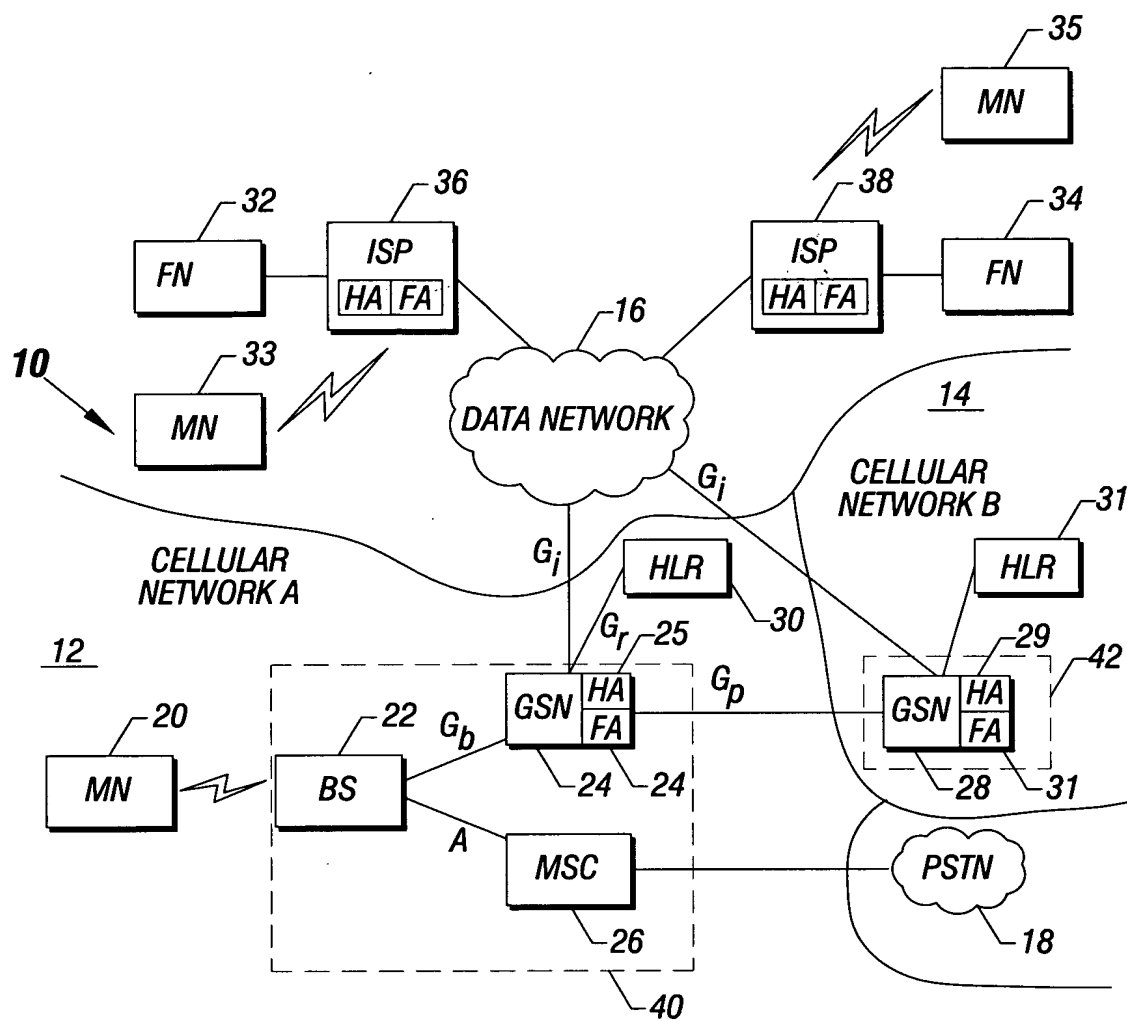 35
MN
36
38
32
34
FN
ISP
ISP
FN
HA FA
HA FA
16
10
33
MN
DATA NETWORK
14
Gi
CELLULAR
NETWORK B
31
CELLULAR
NETWORK A
Gi
HLR
HLR
30
Gr
25
29
12
42
GSN
HA
FA
Gp
GSN
HA
FA
20
22
Gb
MN
BS
24
24
28
31
A
MSC
PSTN
26
18
40